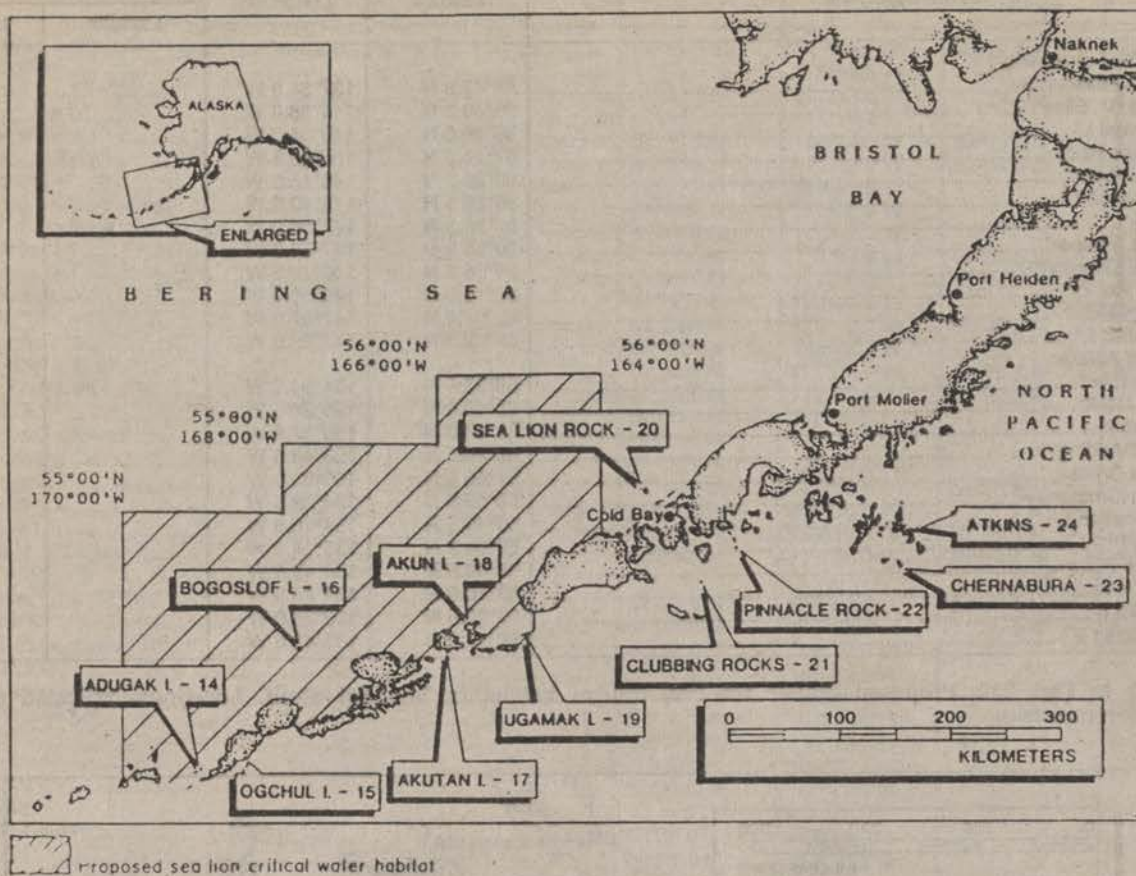 Naknek
ALASKA
ENLARGED
BRISTOL
BAY
BERING SEA
Port Heiden
56°00'N
166°00'W
56°00'N
164°00'W
55°00'N
168°00'W
55°00'N
170°00'W
NORTH
PACIFIC
OCEAN
Port Moller
SEA LION ROCK - 20
Cold Bay
ATKINS - 24
AKUN I. - 18
BOGOSLOF I. - 16
CHERNABURA - 23
PINNACLE ROCK - 22
CLUBBING ROCKS - 21
ADUGAK I. - 14
UGAMAK I. - 19
0 100 200 300
KILOMETERS
AKUTAN I. - 17
OGCHUL I. - 15
Proposed sea lion critical water habitat